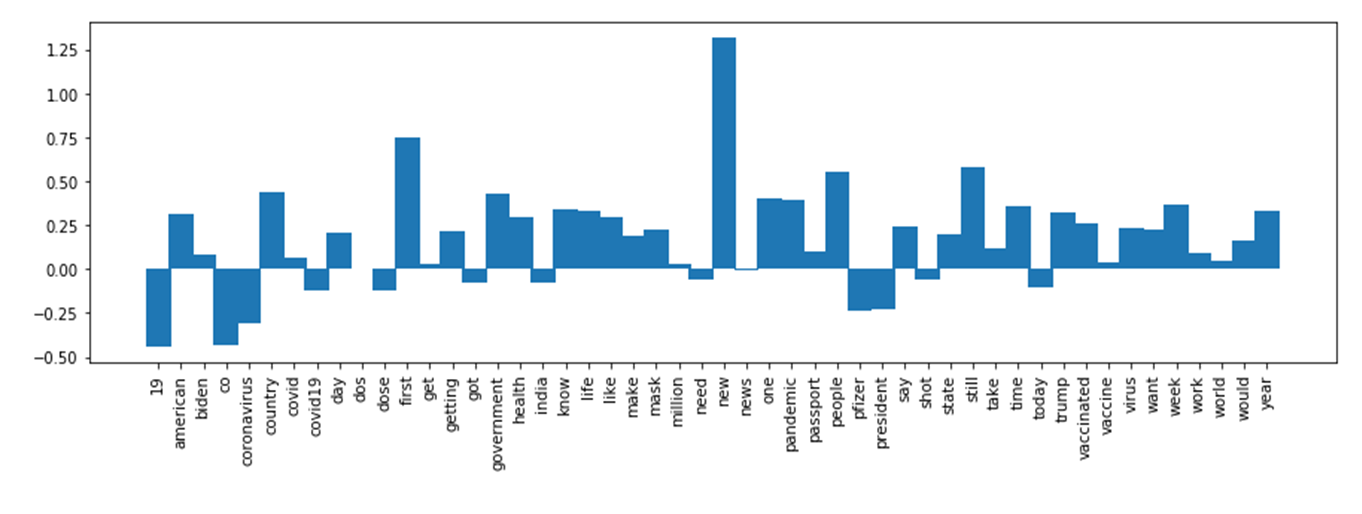 1.25
1.00
0.75
0.50
0.25
0.00
−0.25
−0.50
19
american
biden
co
coronavirus
country
covid
covid19
day
dos
dose
first
get
getting
got
government
health
india
know
life
like
make
mask
million
need
new
news
one
pandemic
passport
people
pfizer
president
say
shot
state
still
take
time
today
trump
vaccinated
vaccine
virus
want
week
work
world
would
year